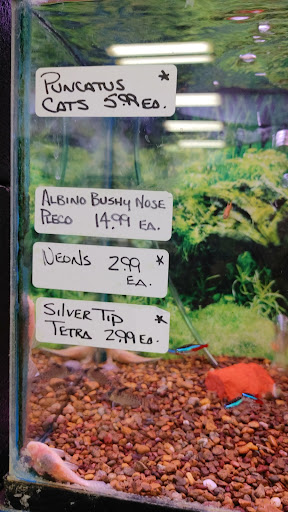 PUNCATUS *
CATS 5.99 EA.
ALBINO BUSHY NOSE
PLECO 14.99 EA.
NEONS 2.99 *
EA.
SILVER TIP *
TETRA 2.99 EA.